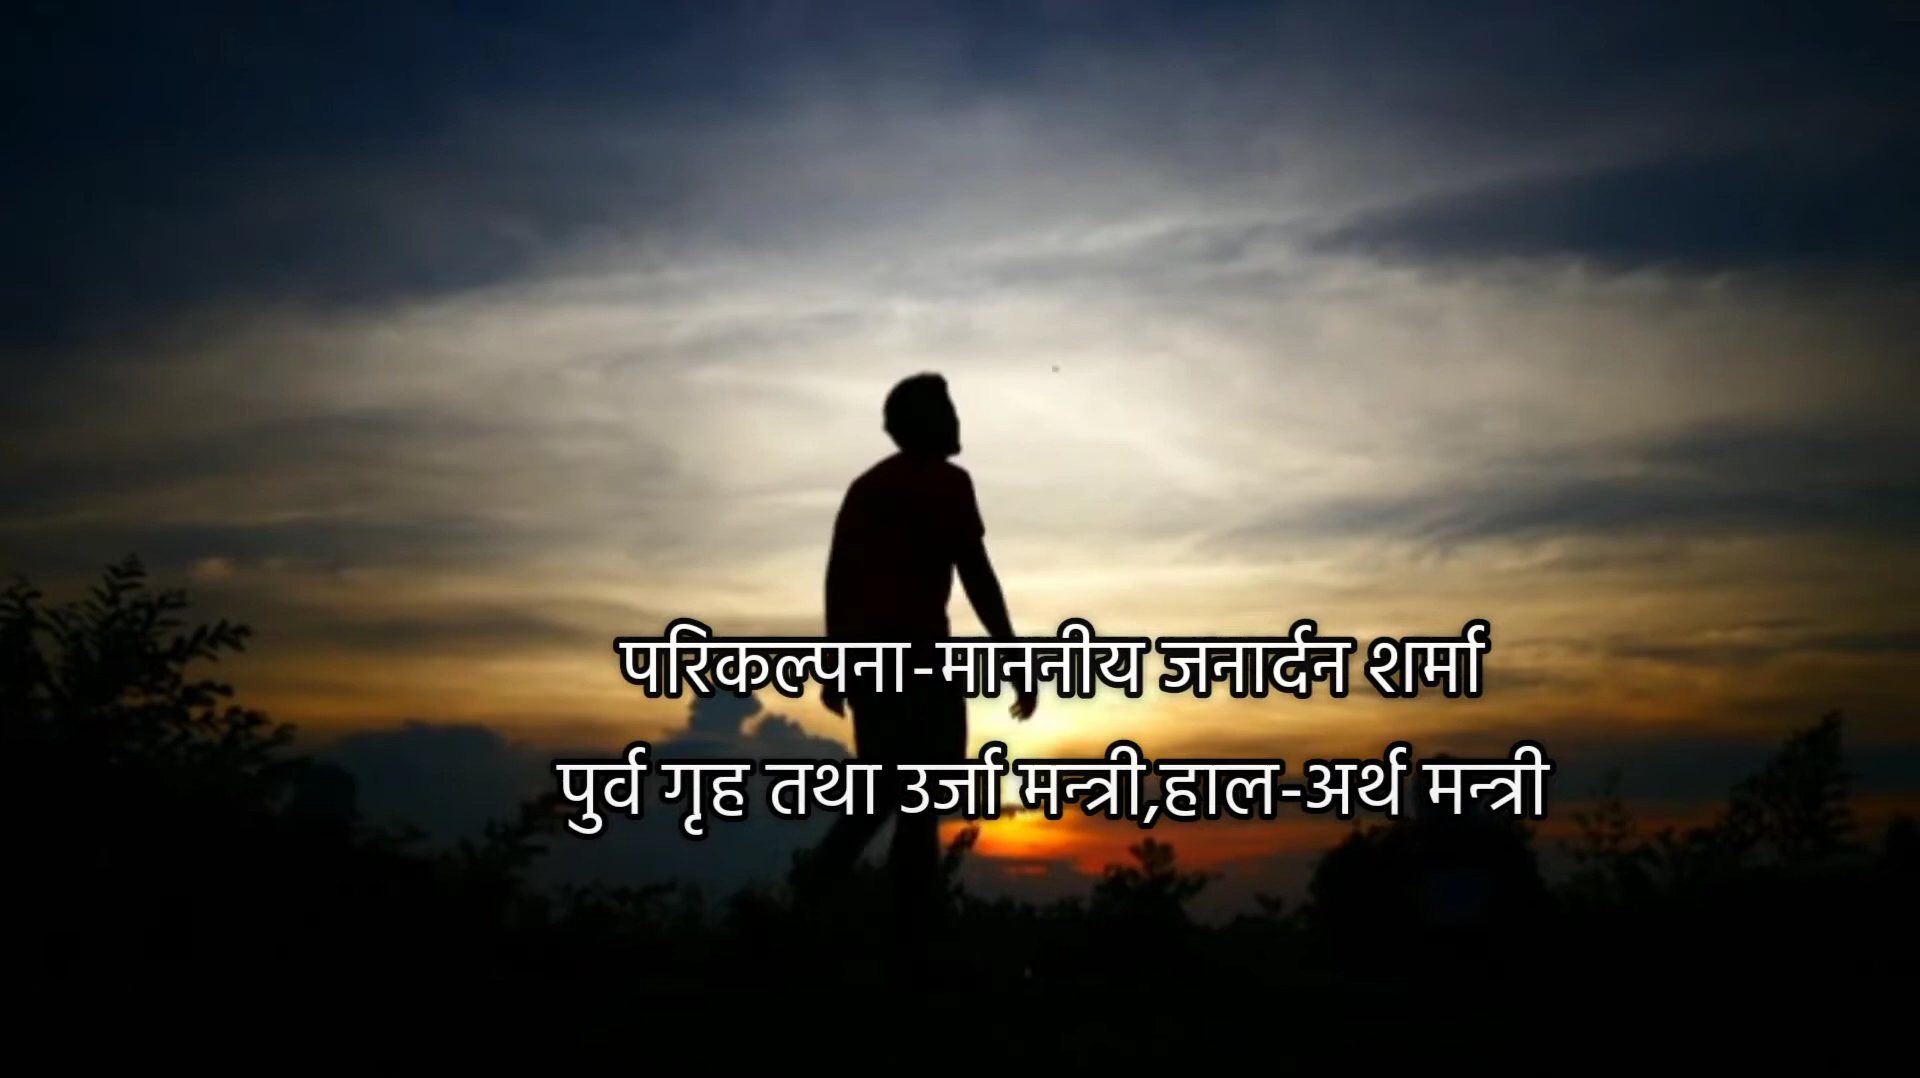 परिकल्पना-माननीय जनार्दन शर्मा
पुर्व गृह तथा उर्जा मन्त्री,हाल-अर्थ मन्त्री